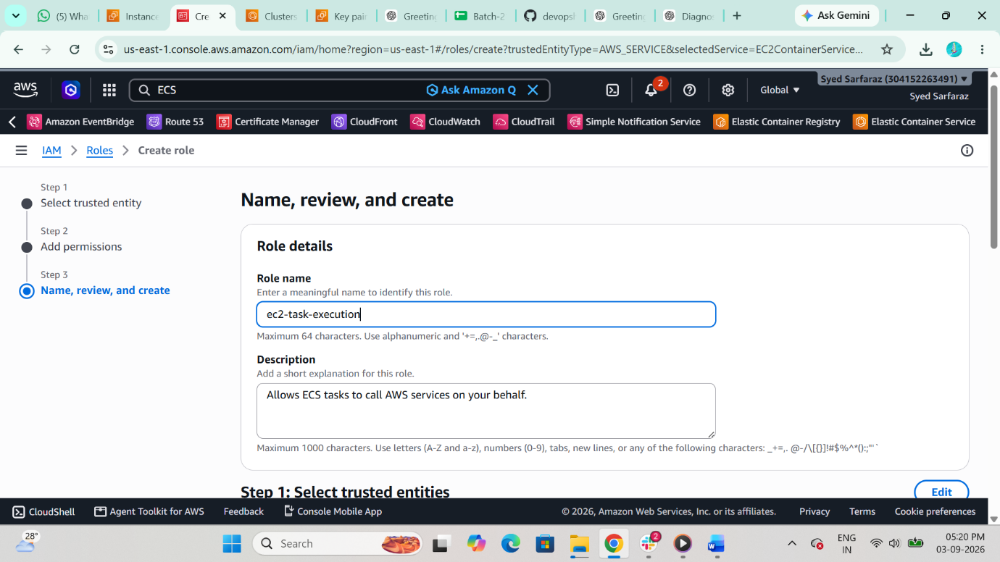 (5) Wha
Instance
Cre
Clusters
Key pair
Greeting
Batch-2
devopsh
Greeting
Diagnos
Ask Gemini
us-east-1.console.aws.amazon.com/iam/home?region=us-east-1#/roles/create?trustedEntityType=AWS_SERVICE&selectedService=EC2ContainerService...
aws
ECS
Ask Amazon Q
2
Global
Syed Sarfaraz (304152263491)
Syed Sarfaraz
Amazon EventBridge
Route 53
Certificate Manager
CloudFront
CloudWatch
CloudTrail
Simple Notification Service
Elastic Container Registry
Elastic Container Service
IAM
Roles
Create role
Step 1
Select trusted entity
Step 2
Add permissions
Step 3
Name, review, and create
Name, review, and create
Role details
Role name
Enter a meaningful name to identify this role.
ec2-task-execution
Maximum 64 characters. Use alphanumeric and '+=,.@-_' characters.
Description
Add a short explanation for this role.
Allows ECS tasks to call AWS services on your behalf.
Maximum 1000 characters. Use letters (A-Z and a-z), numbers (0-9), tabs, new lines, or any of the following characters: _+=,. @-/\[{}]!#$%^*();:"'`
Step 1: Select trusted entities
Edit
CloudShell
Agent Toolkit for AWS
Feedback
Console Mobile App
© 2026, Amazon Web Services, Inc. or its affiliates.
Privacy
Terms
Cookie preferences
28°
Search
2
ENG
IN
05:20 PM
03-09-2026